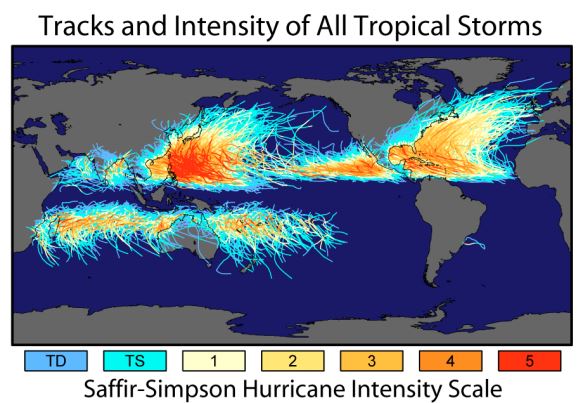 Tracks and Intensity of All Tropical Storms
TD TS 1 2 3 4 5
Saffir-Simpson Hurricane Intensity Scale